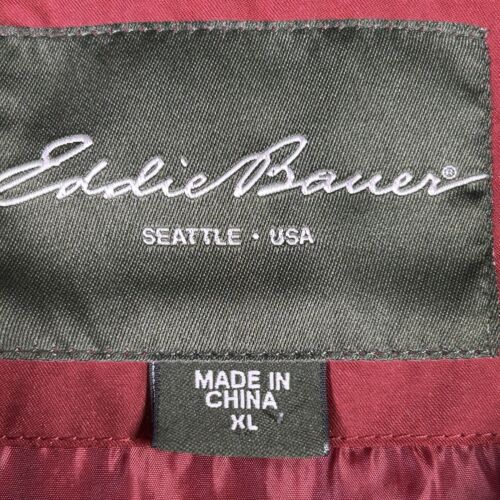 Eddie Bauer®
SEATTLE • USA
MADE IN
CHINA
XL